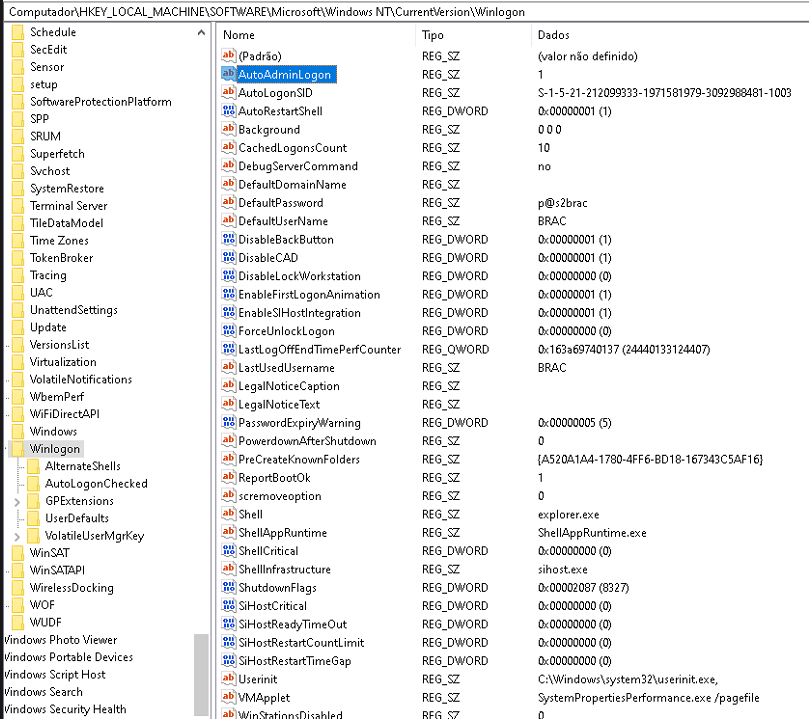 Computador\HKEY_LOCAL_MACHINE\SOFTWARE\Microsoft\Windows NT\CurrentVersion\Winlogon
Schedule
SecEdit
Sensor
setup
SoftwareProtectionPlatform
SPP
SRUM
Superfetch
Svchost
SystemRestore
Terminal Server
TileDataModel
Time Zones
TokenBroker
Tracing
UAC
UnattendSettings
Update
VersionsList
Virtualization
VolatileNotifications
WbemPerf
WiFiDirectAPI
Windows
Winlogon
AlternateShells
AutoLogonChecked
GPExtensions
UserDefaults
VolatileUserMgrKey
WinSAT
WinSATAPI
WirelessDocking
WOF
WUDF
Windows Photo Viewer
Windows Portable Devices
Windows Script Host
Windows Search
Windows Security Health
Nome Tipo Dados
(Padrão) REG_SZ (valor não definido)
AutoAdminLogon REG_SZ 1
AutoLogonSID REG_SZ S-1-5-21-212099333-1971581979-3092988481-1003
AutoRestartShell REG_DWORD 0x00000001 (1)
Background REG_SZ 0 0 0
CachedLogonsCount REG_SZ 10
DebugServerCommand REG_SZ no
DefaultDomainName REG_SZ
DefaultPassword REG_SZ p@s2brac
DefaultUserName REG_SZ BRAC
DisableBackButton REG_DWORD 0x00000001 (1)
DisableCAD REG_DWORD 0x00000001 (1)
DisableLockWorkstation REG_DWORD 0x00000000 (0)
EnableFirstLogonAnimation REG_DWORD 0x00000001 (1)
EnableSIHostIntegration REG_DWORD 0x00000001 (1)
ForceUnlockLogon REG_DWORD 0x00000000 (0)
LastLogOffEndTimePerfCounter REG_QWORD 0x163a69740137 (24440133124407)
LastUsedUsername REG_SZ BRAC
LegalNoticeCaption REG_SZ
LegalNoticeText REG_SZ
PasswordExpiryWarning REG_DWORD 0x00000005 (5)
PowerdownAfterShutdown REG_SZ 0
PreCreateKnownFolders REG_SZ {A520A1A4-1780-4FF6-BD18-167343C5AF16}
ReportBootOk REG_SZ 1
scremoveoption REG_SZ 0
Shell REG_SZ explorer.exe
ShellAppRuntime REG_SZ ShellAppRuntime.exe
ShellCritical REG_DWORD 0x00000000 (0)
ShellInfrastructure REG_SZ sihost.exe
ShutdownFlags REG_DWORD 0x00002087 (8327)
SiHostCritical REG_DWORD 0x00000000 (0)
SiHostReadyTimeOut REG_DWORD 0x00000000 (0)
SiHostRestartCountLimit REG_DWORD 0x00000000 (0)
SiHostRestartTimeGap REG_DWORD 0x00000000 (0)
Userinit REG_SZ C:\Windows\system32\userinit.exe,
VMApplet REG_SZ SystemPropertiesPerformance.exe /pagefile
WinStationsDisabled REG_SZ 0